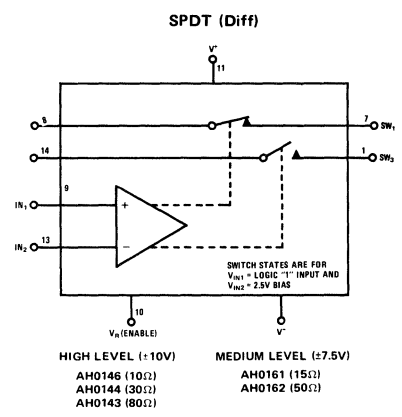 SPDT (Diff)
V+
11
8
7
SW1
14
1
SW3
9
IN1
+
13
IN2
−
SWITCH STATES ARE FOR
VIN1 = LOGIC "1" INPUT AND
VIN2 = 2.5V BIAS
10
VR (ENABLE)
V−
HIGH LEVEL (±10V)
MEDIUM LEVEL (±7.5V)
AH0146 (10Ω)
AH0161 (15Ω)
AH0144 (30Ω)
AH0162 (50Ω)
AH0143 (80Ω)